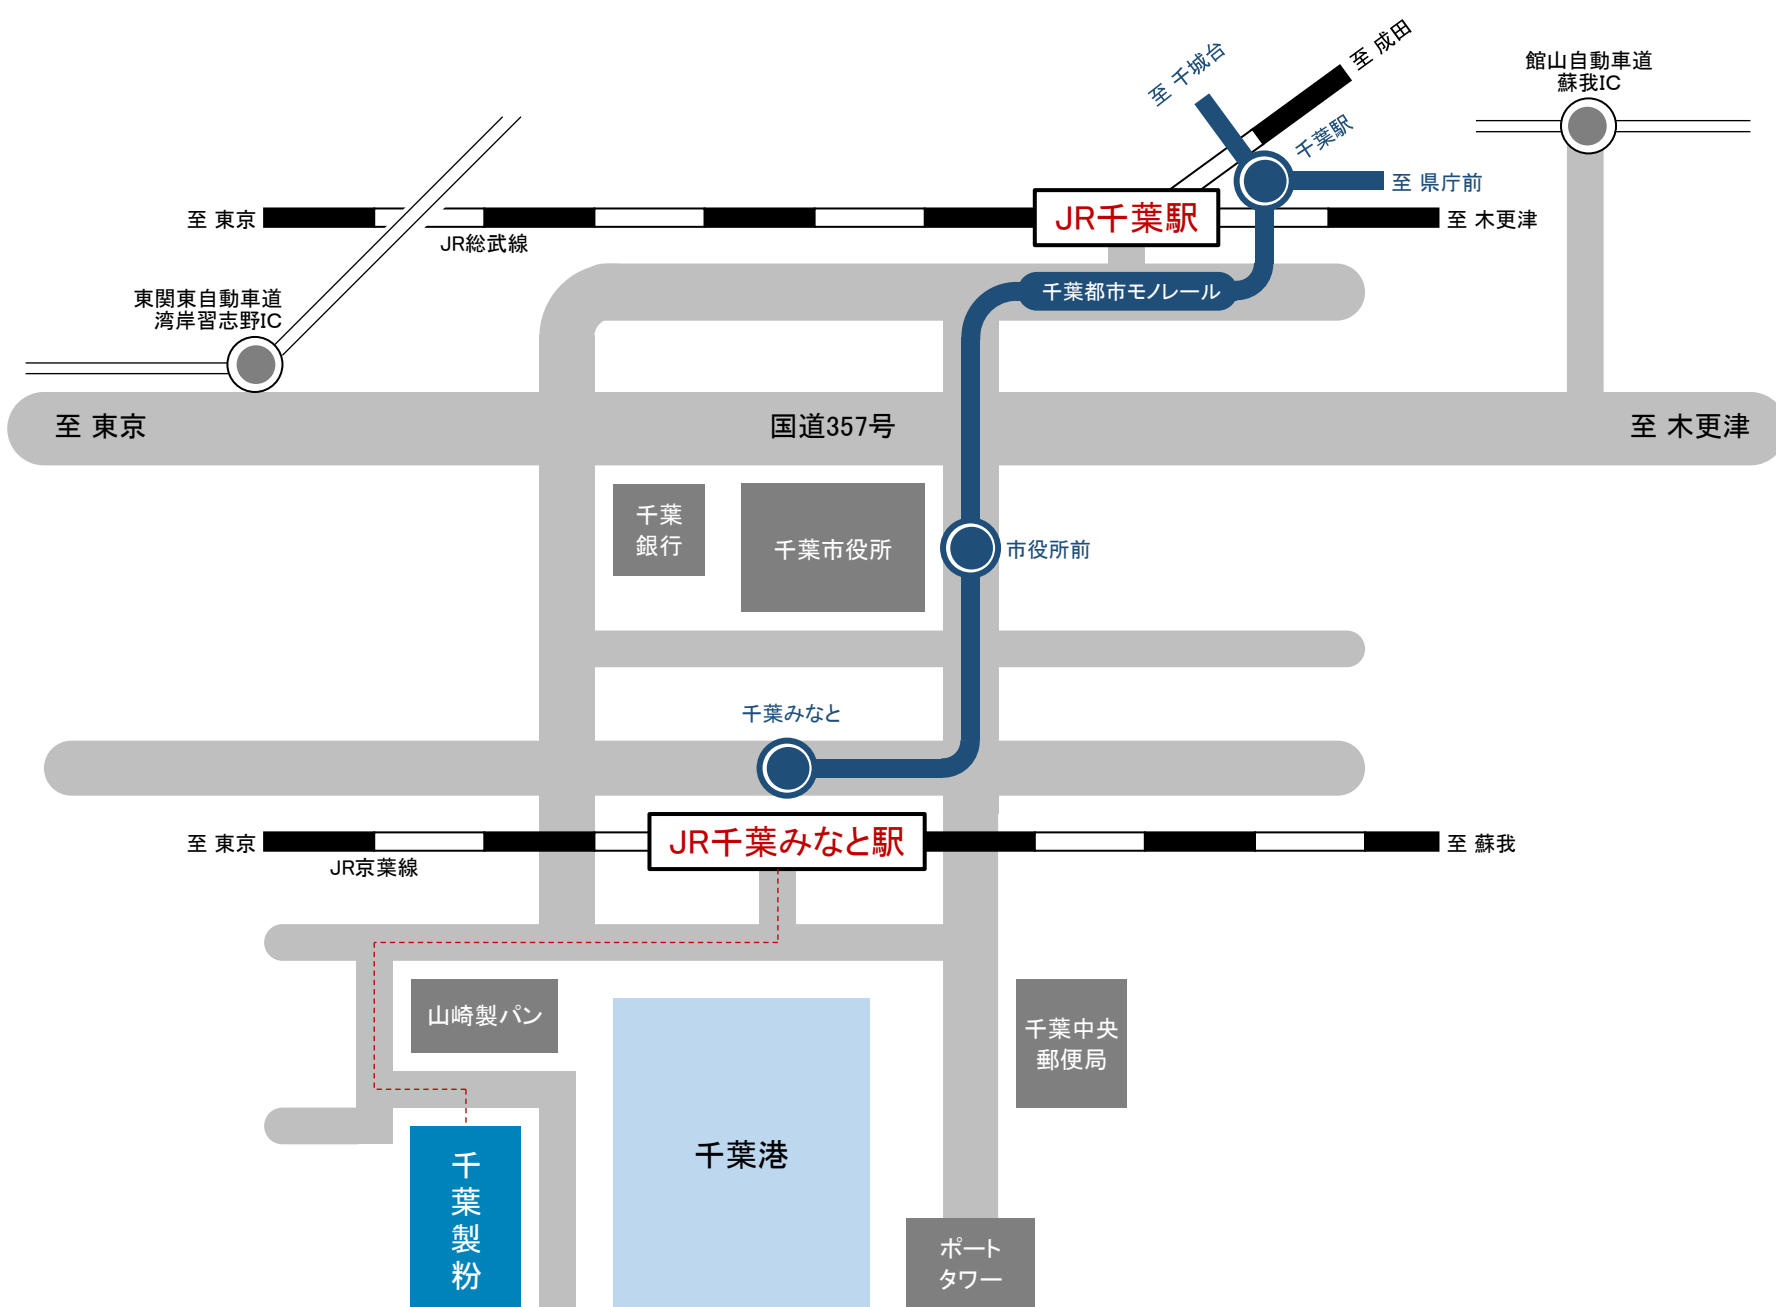 至 成田
至 千城台
館山自動車道
蘇我IC
千葉駅
至 県庁前
至 東京
JR千葉駅
至 木更津
JR総武線
千葉都市モノレール
東関東自動車道
湾岸習志野IC
至 東京
国道357号
至 木更津
千葉
銀行
千葉市役所
市役所前
千葉みなと
至 東京
JR千葉みなと駅
至 蘇我
JR京葉線
山崎製パン
千葉中央
郵便局
千葉港
千葉製粉
ポート
タワー